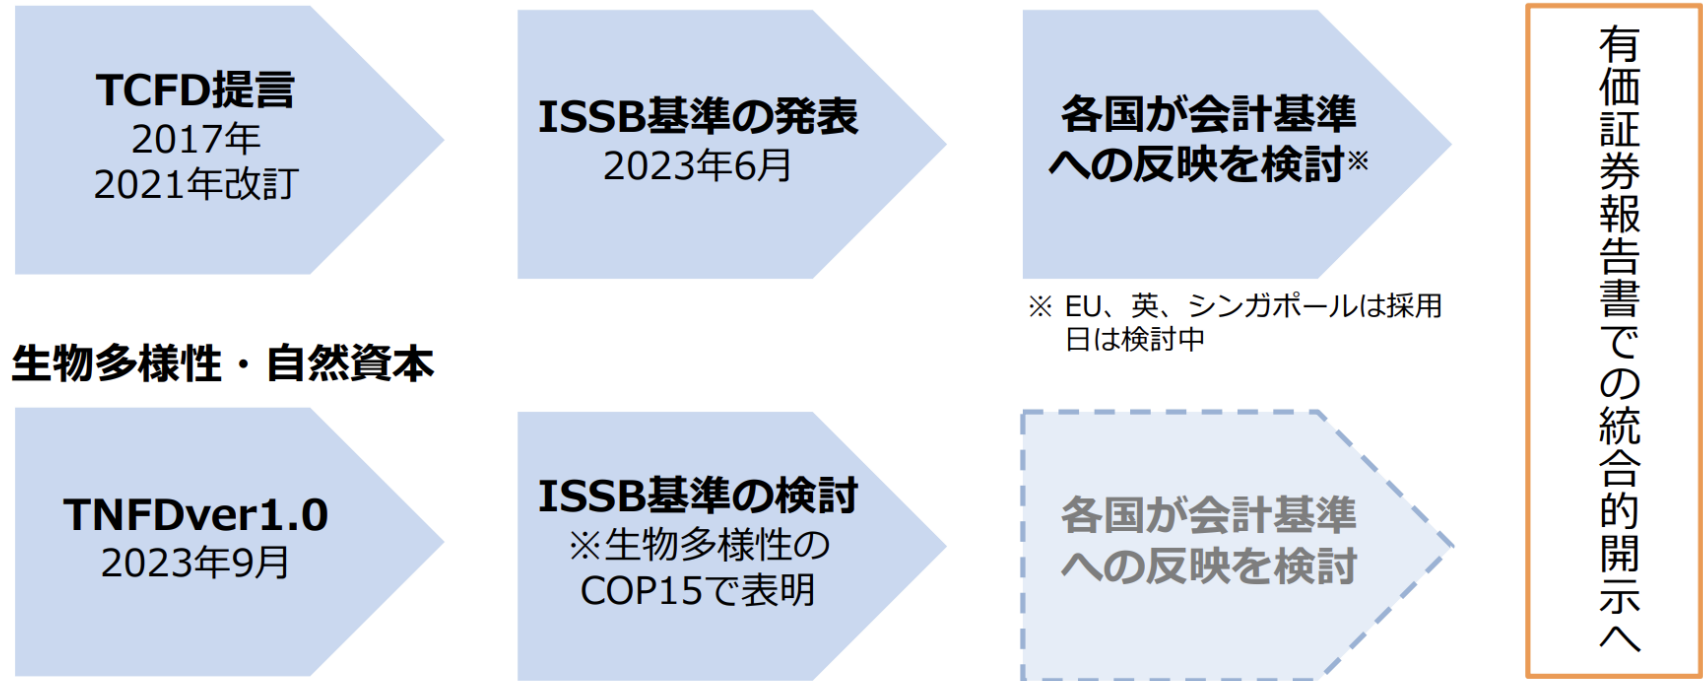 TCFD提言
2017年
2021年改訂
ISSB基準の発表
2023年6月
各国が会計基準
への反映を検討※
※ EU、英、シンガポールは採用
日は検討中
生物多様性・自然資本
TNFDver1.0
2023年9月
ISSB基準の検討
※生物多様性の
COP15で表明
各国が会計基準
への反映を検討
有価証券報告書での統合的開示へ